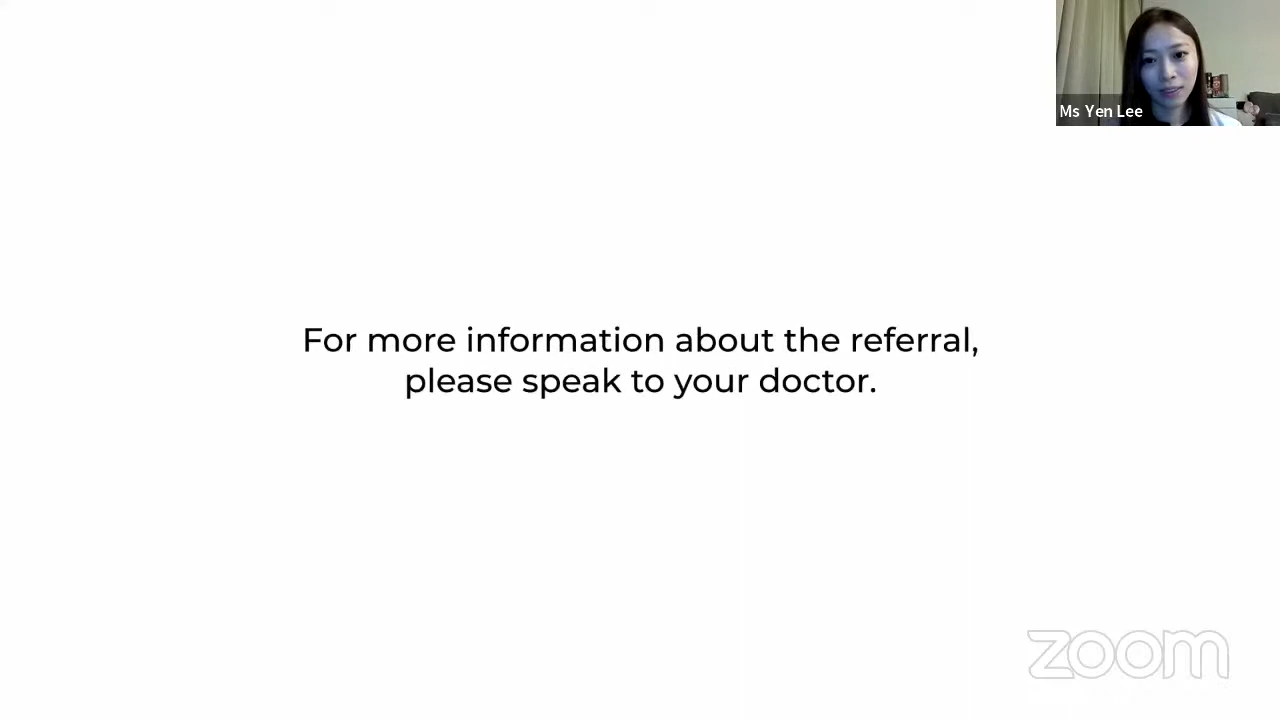 Ms Yen Lee
For more information about the referral,
please speak to your doctor.
zoom